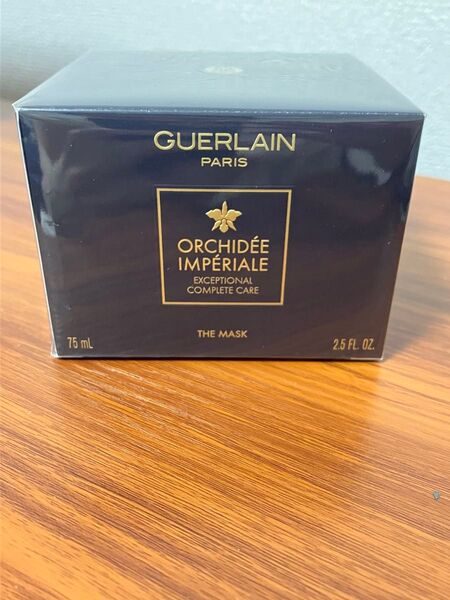 GUERLAIN
PARIS
ORCHIDÉE
IMPÉRIALE
EXCEPTIONAL
COMPLETE CARE
THE MASK
75 mL
2.5 FL. OZ.